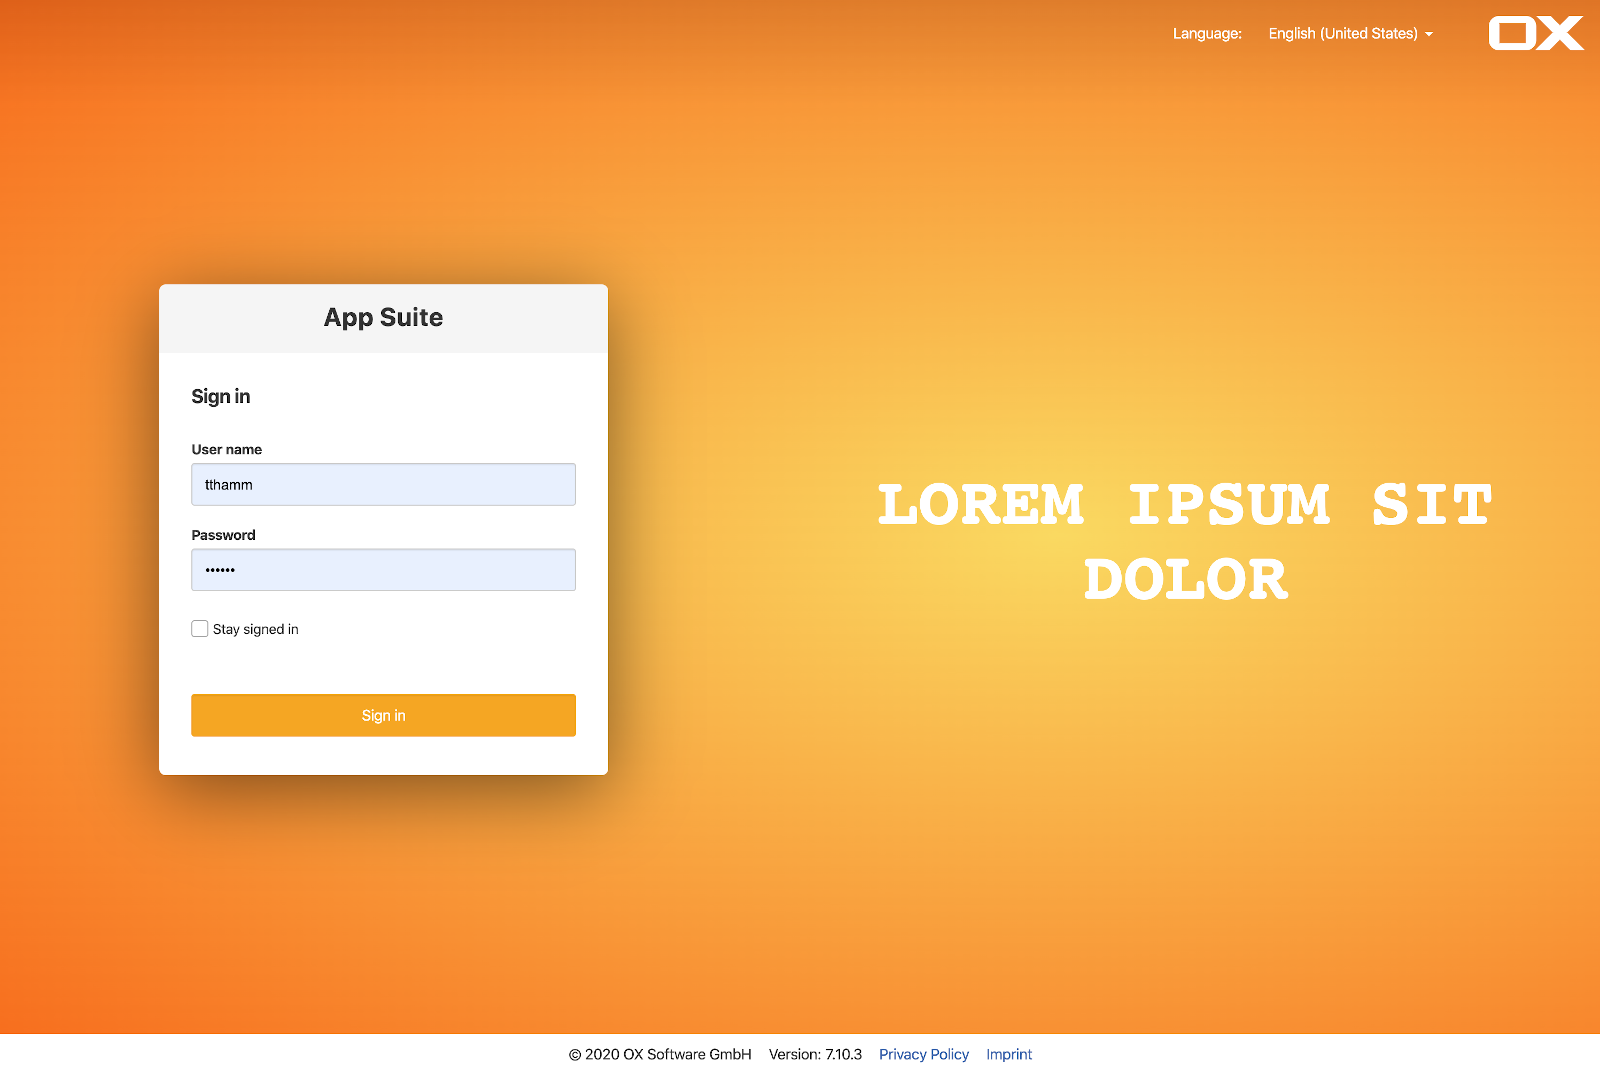 Language: English (United States) OX
App Suite
Sign in
User name
tthamm
Password
••••••
Stay signed in
Sign in
LOREM IPSUM SIT
DOLOR
© 2020 OX Software GmbH Version: 7.10.3 Privacy Policy Imprint